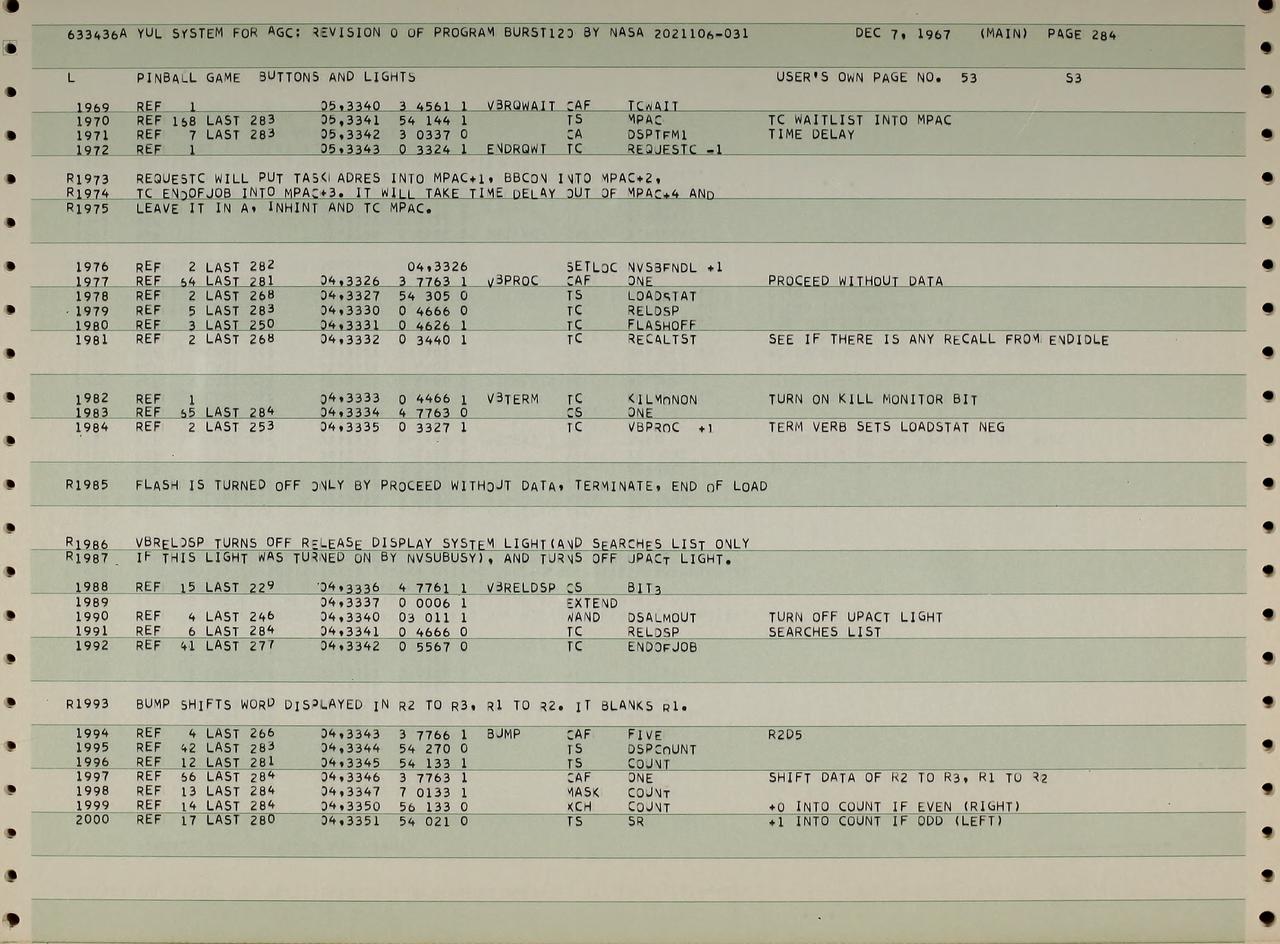 633436A YUL SYSTEM FOR AGC: REVISION 0 OF PROGRAM BURST120 BY NASA 2021106-031 DEC 7, 1967 (MAIN) PAGE 284
L PINBALL GAME BUTTONS AND LIGHTS USER'S OWN PAGE NO. 53 S3
1969 REF 1 05,3340 3 4561 1 VBRQWAIT CAF TCWAIT
1970 REF 168 LAST 283 05,3341 54 144 1 TS MPAC TC WAITLIST INTO MPAC
1971 REF 7 LAST 283 05,3342 3 0337 0 CA DSPTEM1 TIME DELAY
1972 REF 1 05,3343 0 3324 1 ENDRQWT TC REQUESTC -1
R1973 REQUESTC WILL PUT TASK ADRES INTO MPAC+1, BBCON INTO MPAC+2,
R1974 TC ENDOFJOB INTO MPAC+3. IT WILL TAKE TIME DELAY OUT OF MPAC+4 AND
R1975 LEAVE IT IN A, INHINT AND TC MPAC.
1976 REF 2 LAST 282 04,3326 SETLOC NVSBFNDL +1
1977 REF 64 LAST 281 04,3326 3 7763 1 VBPROC CAF ONE PROCEED WITHOUT DATA
1978 REF 2 LAST 268 04,3327 54 305 0 TS LOADSTAT
1979 REF 5 LAST 283 04,3330 0 4666 0 TC RELDSP
1980 REF 3 LAST 250 04,3331 0 4626 1 TC FLASHOFF
1981 REF 2 LAST 268 04,3332 0 3440 1 TC RECALTST SEE IF THERE IS ANY RECALL FROM ENDIDLE
1982 REF 1 04,3333 0 4466 1 VBTERM TC KILMONON TURN ON KILL MONITOR BIT
1983 REF 65 LAST 284 04,3334 4 7763 0 CS ONE
1984 REF 2 LAST 253 04,3335 0 3327 1 TC VBPROC +1 TERM VERB SETS LOADSTAT NEG
R1985 FLASH IS TURNED OFF ONLY BY PROCEED WITHOUT DATA, TERMINATE, END OF LOAD
R1986 VBRELDSP TURNS OFF RELEASE DISPLAY SYSTEM LIGHT(AND SEARCHES LIST ONLY
R1987 IF THIS LIGHT WAS TURNED ON BY NVSUBUSY), AND TURNS OFF UPACT LIGHT.
1988 REF 15 LAST 229 04,3336 4 7761 1 VBRELDSP CS BIT3
1989 04,3337 0 0006 1 EXTEND
1990 REF 4 LAST 246 04,3340 03 011 1 WAND DSALMOUT TURN OFF UPACT LIGHT
1991 REF 6 LAST 284 04,3341 0 4666 0 TC RELDSP SEARCHES LIST
1992 REF 41 LAST 277 04,3342 0 5567 0 TC ENDOFJOB
R1993 BUMP SHIFTS WORD DISPLAYED IN R2 TO R3, R1 TO R2. IT BLANKS R1.
1994 REF 4 LAST 266 04,3343 3 7766 1 BUMP CAF FIVE R2D5
1995 REF 42 LAST 283 04,3344 54 270 0 TS DSPCOUNT
1996 REF 12 LAST 281 04,3345 54 133 1 TS COUNT
1997 REF 66 LAST 284 04,3346 3 7763 1 CAF ONE SHIFT DATA OF R2 TO R3, R1 TO R2
1998 REF 13 LAST 284 04,3347 7 0133 1 MASK COUNT
1999 REF 14 LAST 284 04,3350 56 133 0 XCH COUNT +0 INTO COUNT IF EVEN (RIGHT)
2000 REF 17 LAST 280 04,3351 54 021 0 TS SR +1 INTO COUNT IF ODD (LEFT)